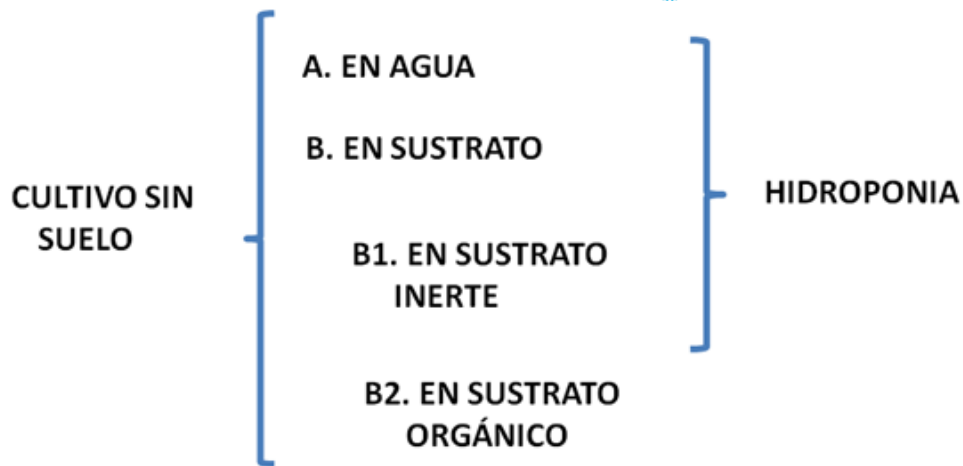 A. EN AGUA
B. EN SUSTRATO
CULTIVO SIN
SUELO
HIDROPONIA
B1. EN SUSTRATO
INERTE
B2. EN SUSTRATO
ORGÁNICO